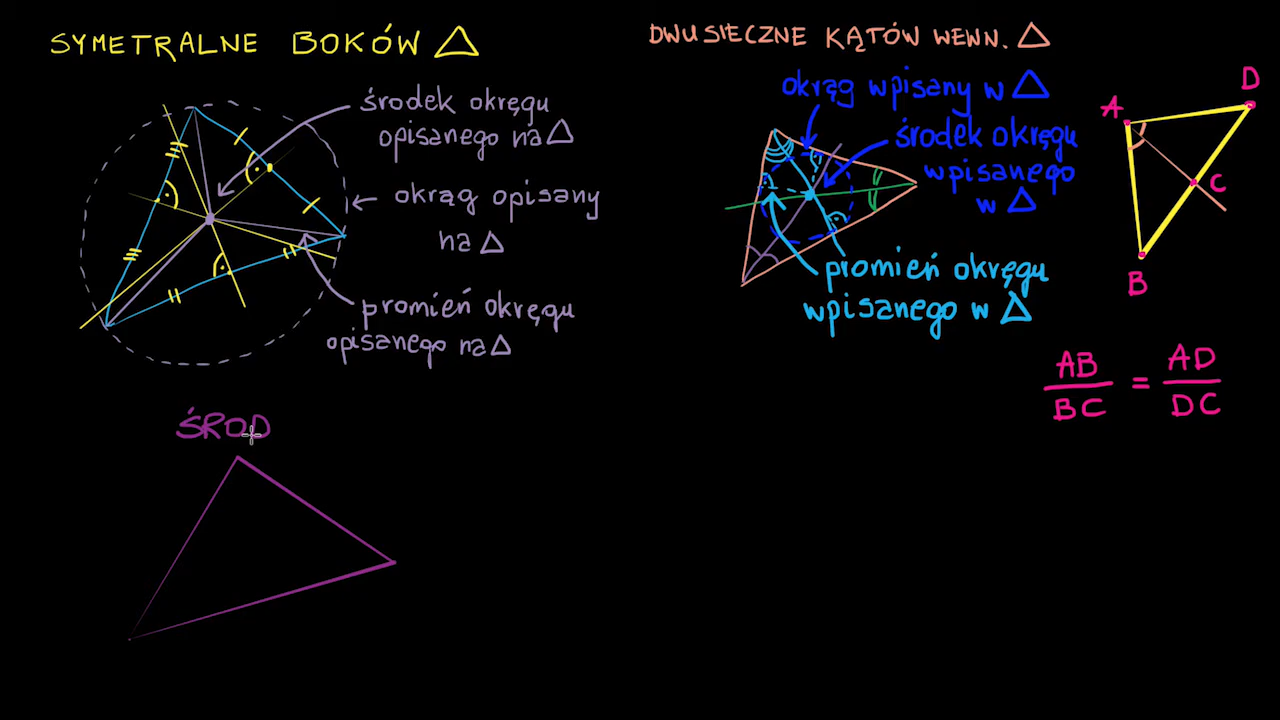 SYMETRALNE BOKÓW △
środek okręgu
opisanego na △
okrąg opisany
na △
promień okręgu
opisanego na △
DWUSIECZNE KĄTÓW WEWN. △
okrąg wpisany w △
środek okręgu
wpisanego
w △
promień okręgu
wpisanego w △
A
D
C
B
AB/BC = AD/DC
ŚROD